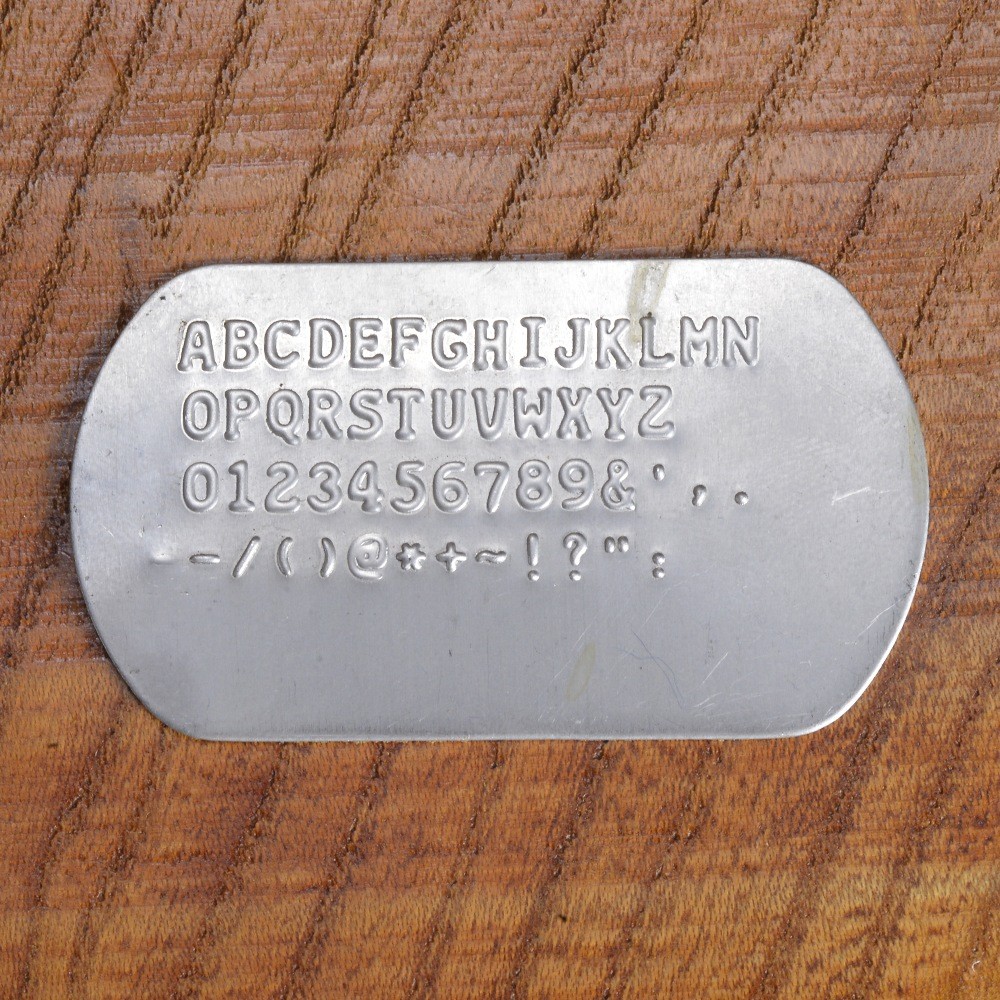 ABCDEFGHIJKLMN
OPQRSTUVWXYZ
0123456789&',.
-/()@*+~!?":